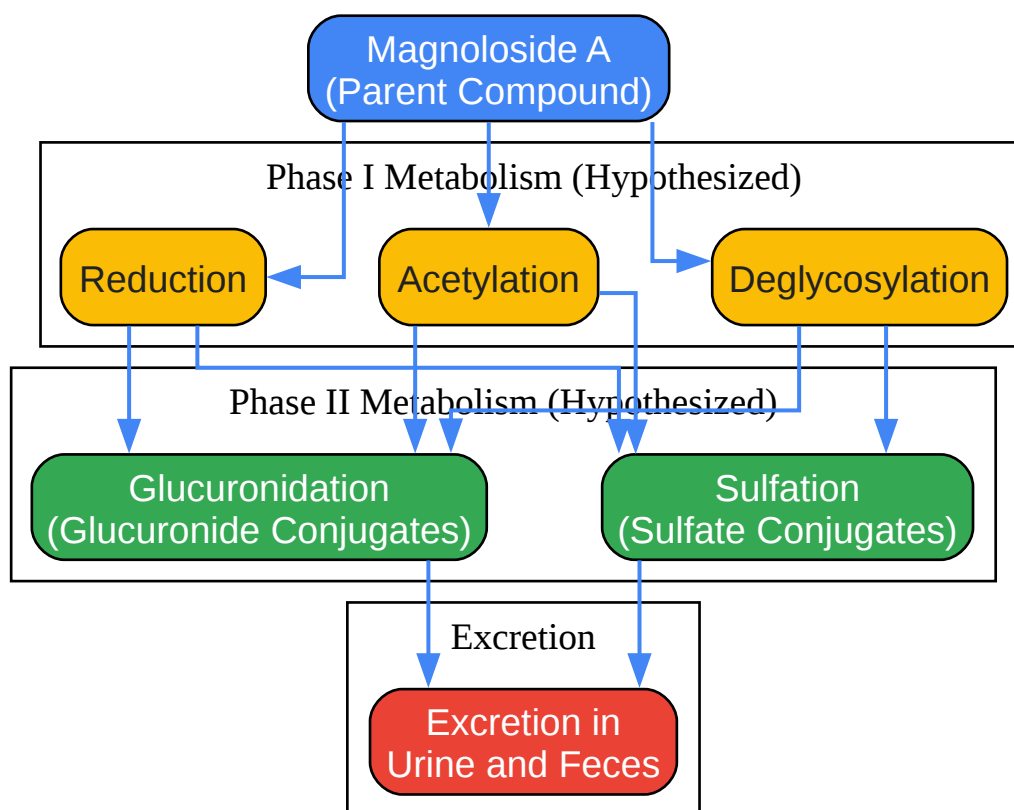 Magnoloside A
(Parent Compound)
Phase I Metabolism (Hypothesized)
Reduction
Acetylation
Deglycosylation
Phase II Metabolism (Hypothesized)
Glucuronidation
(Glucuronide Conjugates)
Sulfation
(Sulfate Conjugates)
Excretion
Excretion in
Urine and Feces